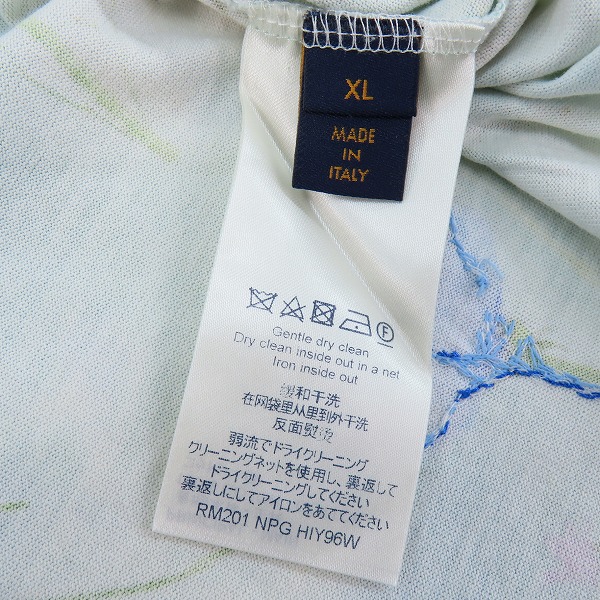 XL
MADE
IN
ITALY
F
Gentle dry clean
Dry clean inside out in a net
Iron inside out
缓和干洗
在网袋里从里到外干洗
反面熨烫
弱流でドライクリーニング
クリーニングネットを使用し、裏返して
ドライクリーニングしてください
裏返しにしてアイロンをあててください
RM201 NPG HIY96W